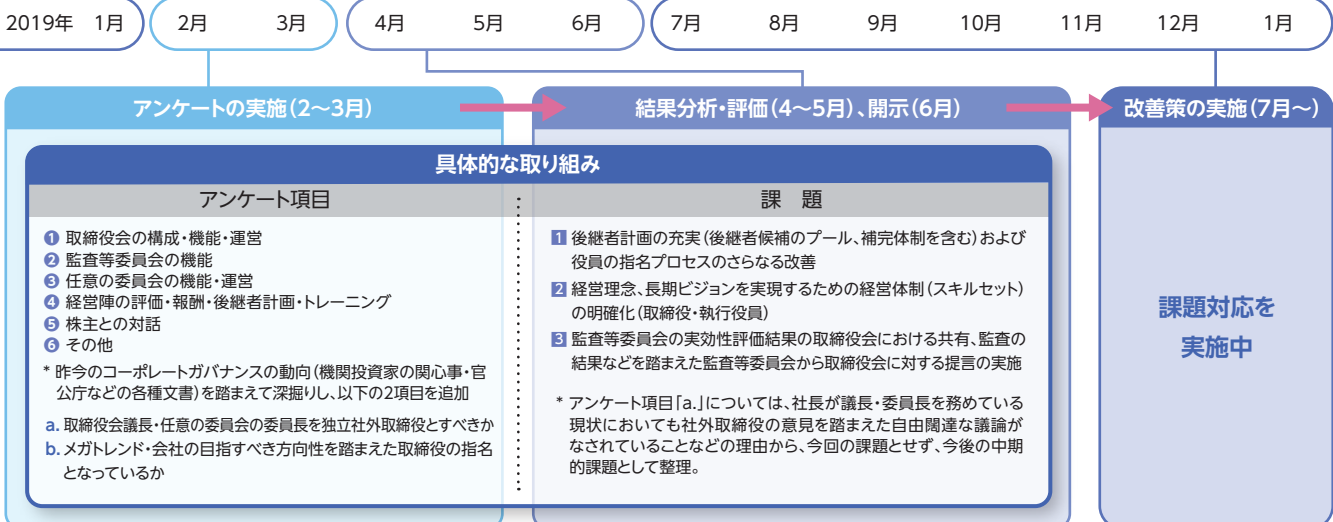 2019年 1月 2月 3月 4月 5月 6月 7月 8月 9月 10月 11月 12月 1月
アンケートの実施(2〜3月)
結果分析・評価(4〜5月)、開示(6月)
改善策の実施(7月〜)
具体的な取り組み
アンケート項目
❶ 取締役会の構成・機能・運営
❷ 監査等委員会の機能
❸ 任意の委員会の機能・運営
❹ 経営陣の評価・報酬・後継者計画・トレーニング
❺ 株主との対話
❻ その他
* 昨今のコーポレートガバナンスの動向(機関投資家の関心事・官
公庁などの各種文書)を踏まえて深掘りし、以下の2項目を追加
a. 取締役会議長・任意の委員会の委員長を独立社外取締役とすべきか
b. メガトレンド・会社の目指すべき方向性を踏まえた取締役の指名
となっているか
課 題
1 後継者計画の充実(後継者候補のプール、補完体制を含む)および
役員の指名プロセスのさらなる改善
2 経営理念、長期ビジョンを実現するための経営体制(スキルセット)
の明確化(取締役・執行役員)
3 監査等委員会の実効性評価結果の取締役会における共有、監査の
結果などを踏まえた監査等委員会から取締役会に対する提言の実施
* アンケート項目「a.」については、社長が議長・委員長を務めている
現状においても社外取締役の意見を踏まえた自由闊達な議論が
なされていることなどの理由から、今回の課題とせず、今後の中期
的課題として整理。
課題対応を
実施中